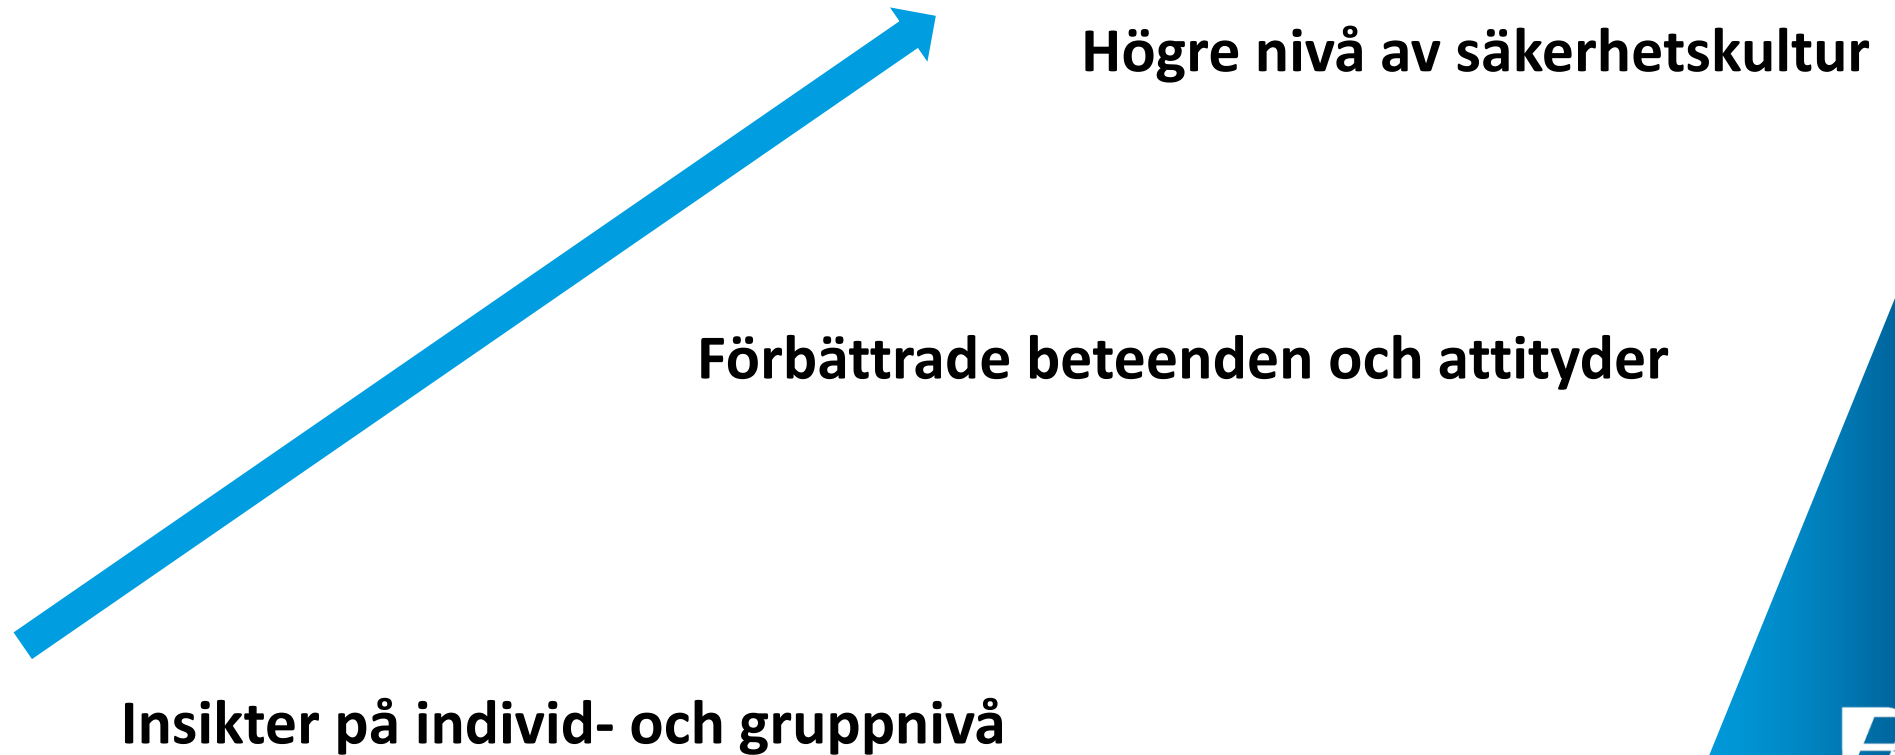 Högre nivå av säkerhetskultur
Förbättrade beteenden och attityder
Insikter på individ- och gruppnivå